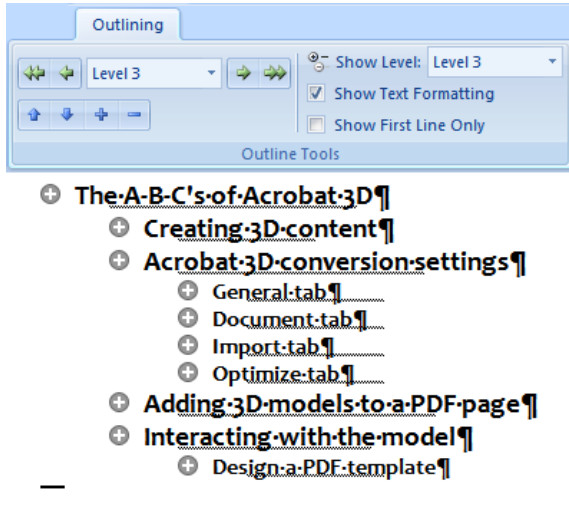 Outlining
Level 3
Show Level: Level 3
Show Text Formatting
Show First Line Only
Outline Tools
The·A-B-C's·of·Acrobat·3D¶
Creating·3D·content¶
Acrobat·3D·conversion·settings¶
General·tab¶
Document·tab¶
Import·tab¶
Optimize·tab¶
Adding·3D·models·to·a·PDF·page¶
Interacting·with·the·model¶
Design·a·PDF·template¶